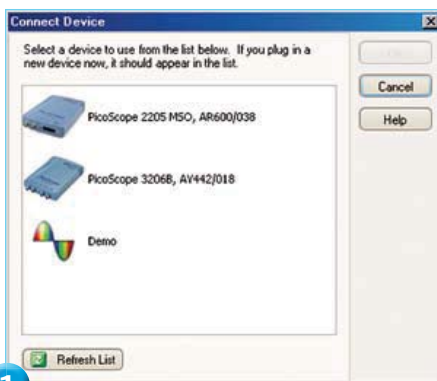 Connect Device
Select a device to use from the list below. If you plug in a
new device now, it should appear in the list.
Cancel
Help
PicoScope 2205 MSO, AR600/038
PicoScope 3206B, AY442/018
Demo
Refresh List
1